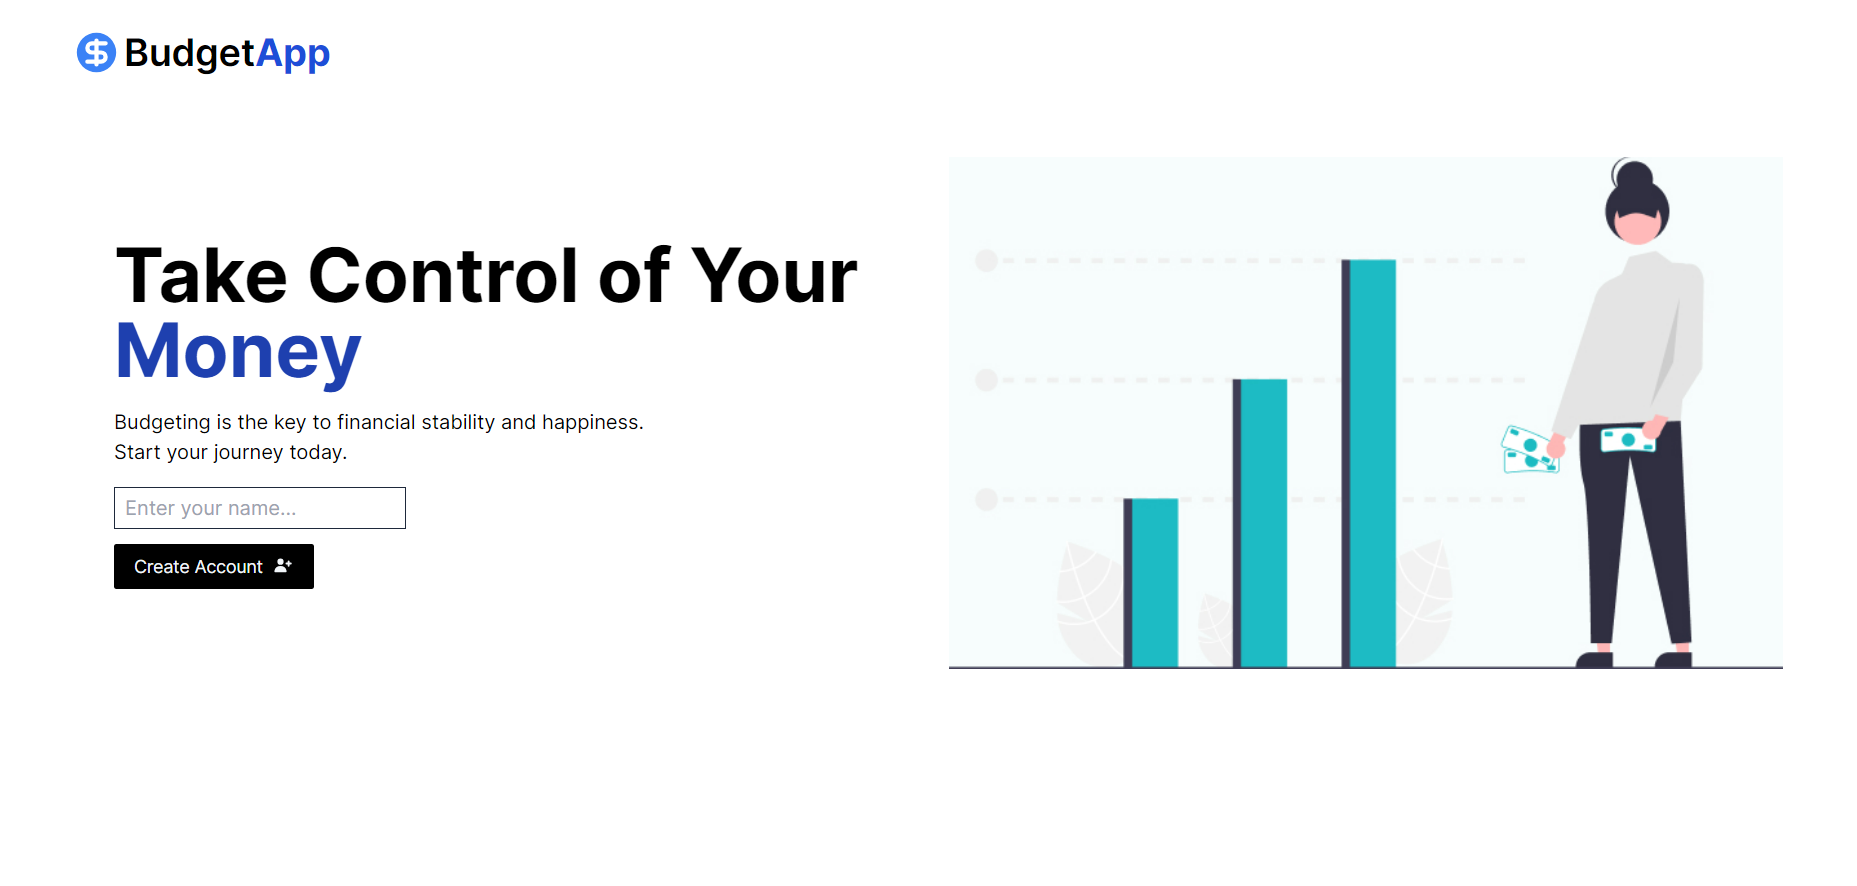 BudgetApp
Take Control of Your
Money
Budgeting is the key to financial stability and happiness.
Start your journey today.
Enter your name...
Create Account